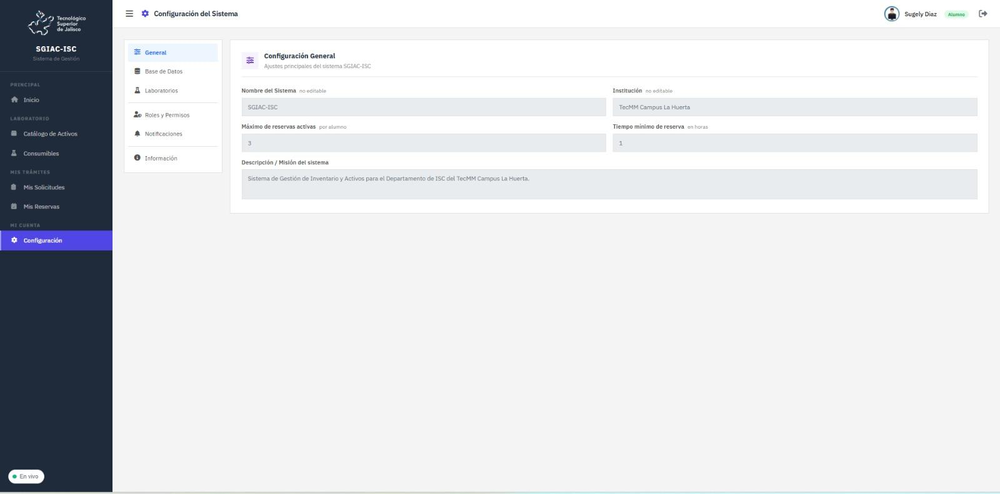 Tecnológico
Superior
de Jalisco
SGIAC-ISC
Sistema de Gestión
PRINCIPAL
Inicio
LABORATORIO
Catálogo de Activos
Consumibles
MIS TRÁMITES
Mis Solicitudes
Mis Reservas
MI CUENTA
Configuración
En vivo
Configuración del Sistema
Sugely Diaz Alumno
General
Base de Datos
Laboratorios
Roles y Permisos
Notificaciones
Información
Configuración General
Ajustes principales del sistema SGIAC-ISC
Nombre del Sistema no editable
SGIAC-ISC
Institución no editable
TecMM Campus La Huerta
Máximo de reservas activas por alumno
3
Tiempo mínimo de reserva en horas
1
Descripción / Misión del sistema
Sistema de Gestión de Inventario y Activos para el Departamento de ISC del TecMM Campus La Huerta.